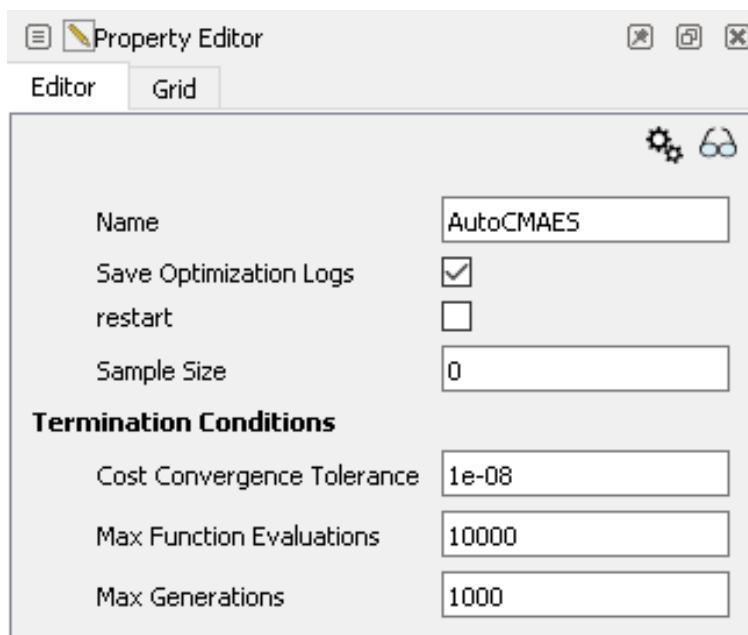 Property Editor
Editor Grid
Name AutoCMAES
Save Optimization Logs
restart
Sample Size 0
Termination Conditions
Cost Convergence Tolerance 1e-08
Max Function Evaluations 10000
Max Generations 1000